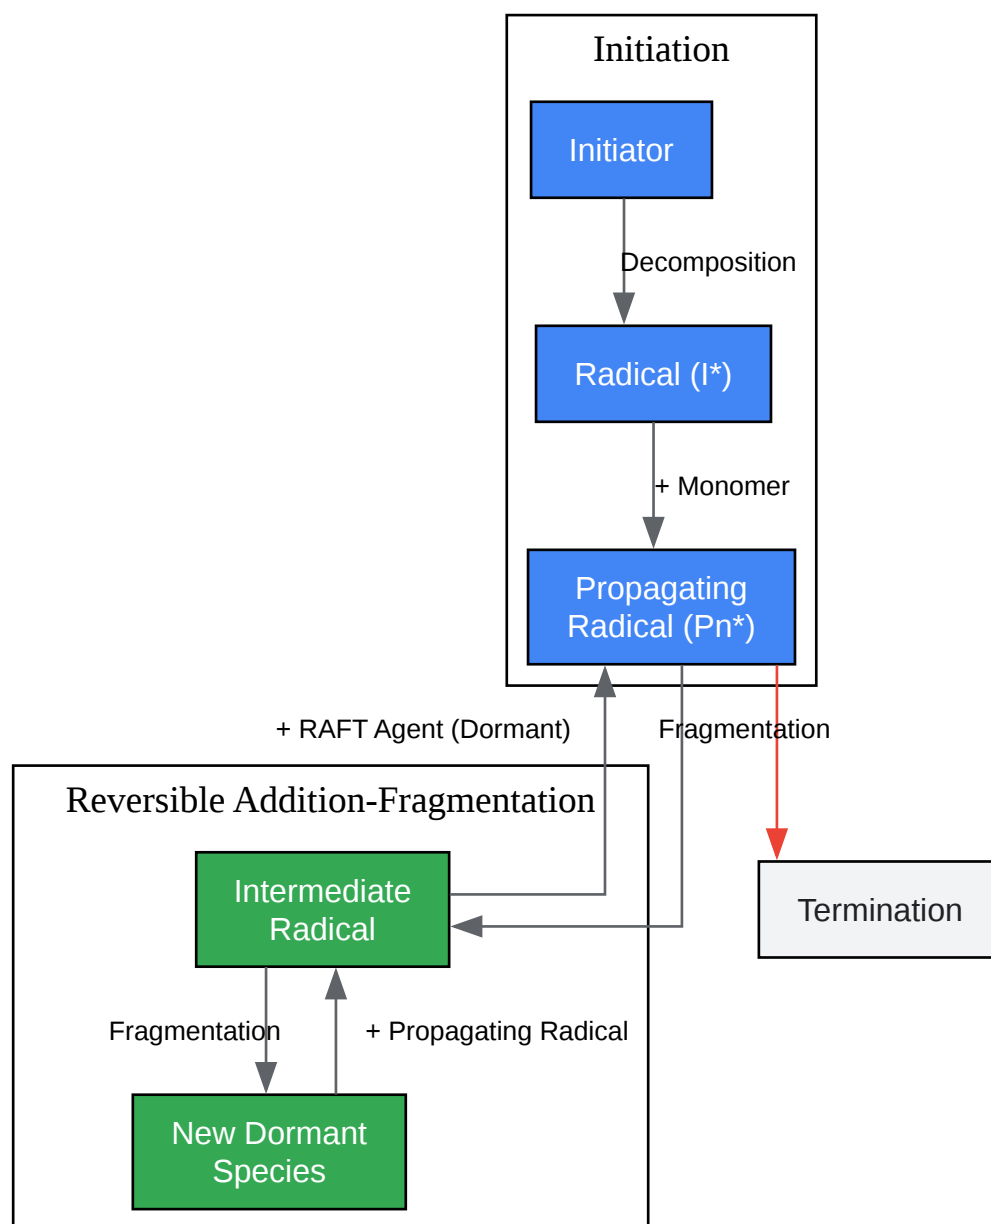 Initiation
Initiator
Decomposition
Radical (I*)
+ Monomer
Propagating
Radical (Pn*)
+ RAFT Agent (Dormant)
Fragmentation
Reversible Addition-Fragmentation
Intermediate
Radical
Termination
Fragmentation
+ Propagating Radical
New Dormant
Species